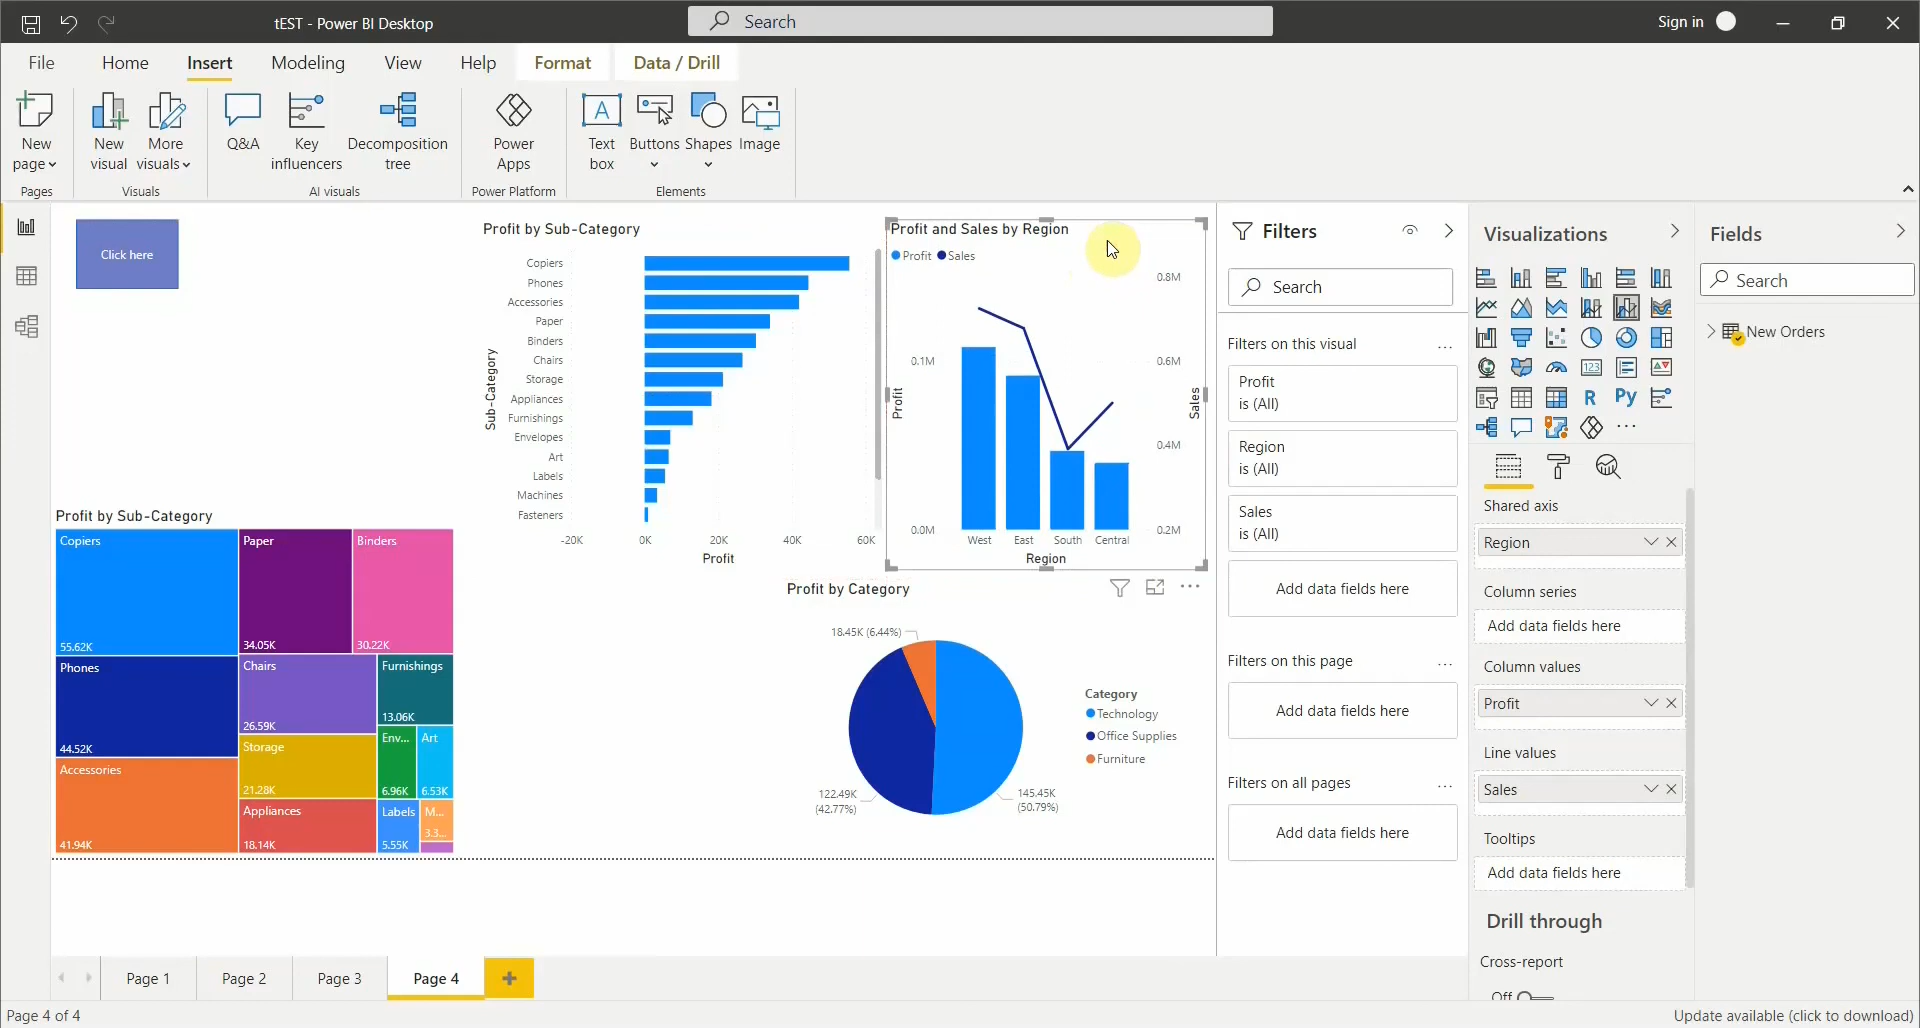 tEST - Power BI Desktop
Search
Sign in
File
Home
Insert
Modeling
View
Help
Format
Data / Drill
New
page
New
visual
More
visuals
Q&A
Key
influencers
Decomposition
tree
Power
Apps
Text
box
Buttons
Shapes
Image
Pages
Visuals
AI visuals
Power Platform
Elements
Click here
Profit by Sub-Category
Sub-Category
Copiers
Phones
Accessories
Paper
Binders
Chairs
Storage
Appliances
Furnishings
Envelopes
Art
Labels
Machines
Fasteners
-20K
0K
20K
40K
60K
Profit
Profit and Sales by Region
Profit
Sales
0.8M
0.1M
0.6M
Profit
Sales
0.4M
0.0M
0.2M
West
East
South
Central
Region
Profit by Sub-Category
Copiers
55.62K
Paper
34.05K
Binders
30.22K
Phones
44.52K
Chairs
26.59K
Furnishings
13.06K
Storage
21.28K
Env...
6.96K
Art
6.53K
Accessories
41.94K
Appliances
18.14K
Labels
5.55K
M...
3.3...
Profit by Category
18.45K (6.44%)
122.49K
(42.77%)
145.45K
(50.79%)
Category
Technology
Office Supplies
Furniture
Filters
Search
Filters on this visual
...
Profit
is (All)
Region
is (All)
Sales
is (All)
Add data fields here
Filters on this page
...
Add data fields here
Filters on all pages
...
Add data fields here
Visualizations
123
R
Py
...
Shared axis
Region
Column series
Add data fields here
Column values
Profit
Line values
Sales
Tooltips
Add data fields here
Drill through
Cross-report
Off
Fields
Search
New Orders
Page 1
Page 2
Page 3
Page 4
+
Page 4 of 4
Update available (click to download)